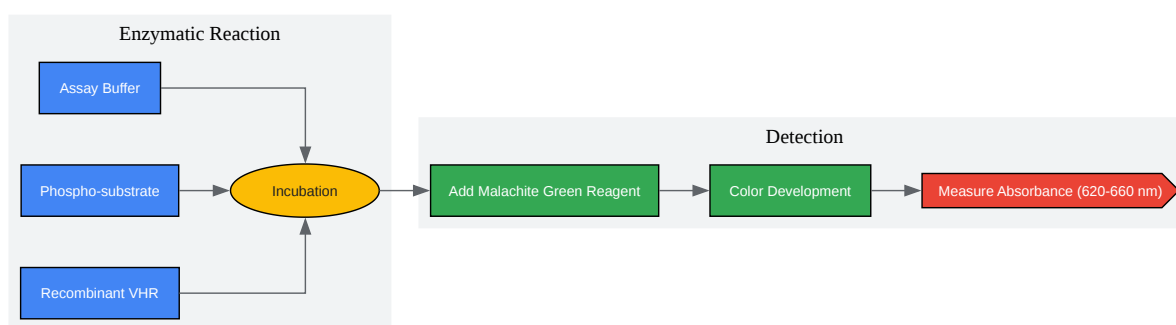 Enzymatic Reaction
Assay Buffer
Phospho-substrate
Incubation
Recombinant VHR
Detection
Add Malachite Green Reagent
Color Development
Measure Absorbance (620-660 nm)